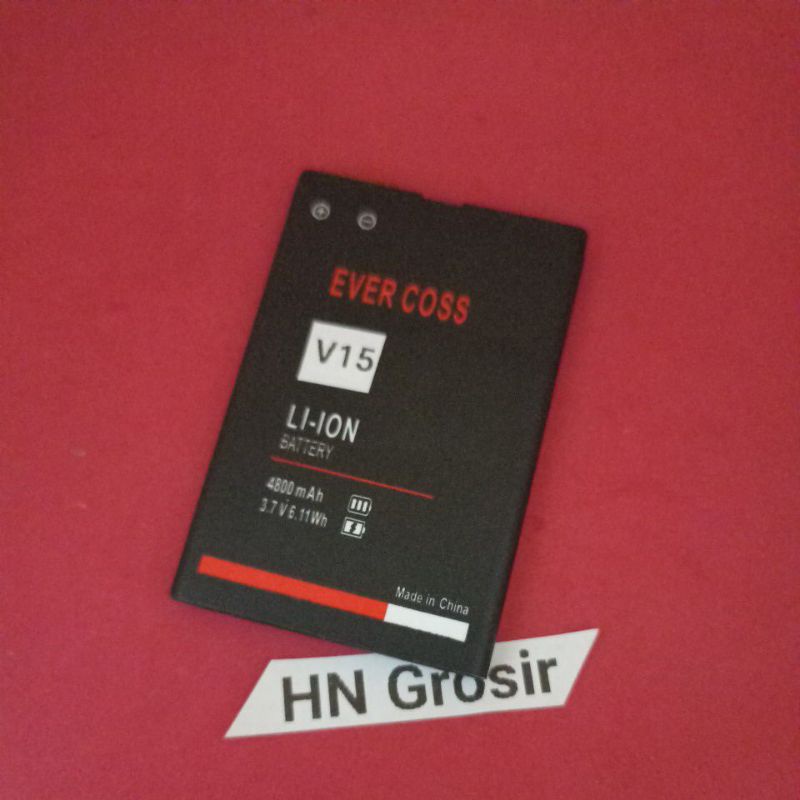 EVER COSS
V15
LI-ION
BATTERY
4800 mAh
3.7 V 6.11Wh
Made in China
HN Grosir